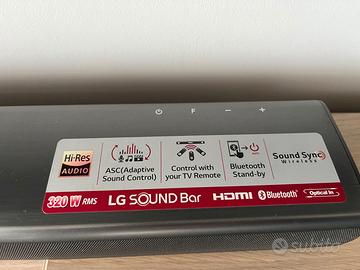 F - +
Hi-Res
AUDIO
ASC(Adaptive
Sound Control)
Control with
your TV Remote
Bluetooth
Stand-by
Sound Sync
Wireless
320 W RMS
LG SOUND Bar
HDMI
Bluetooth®
Optical in
subito